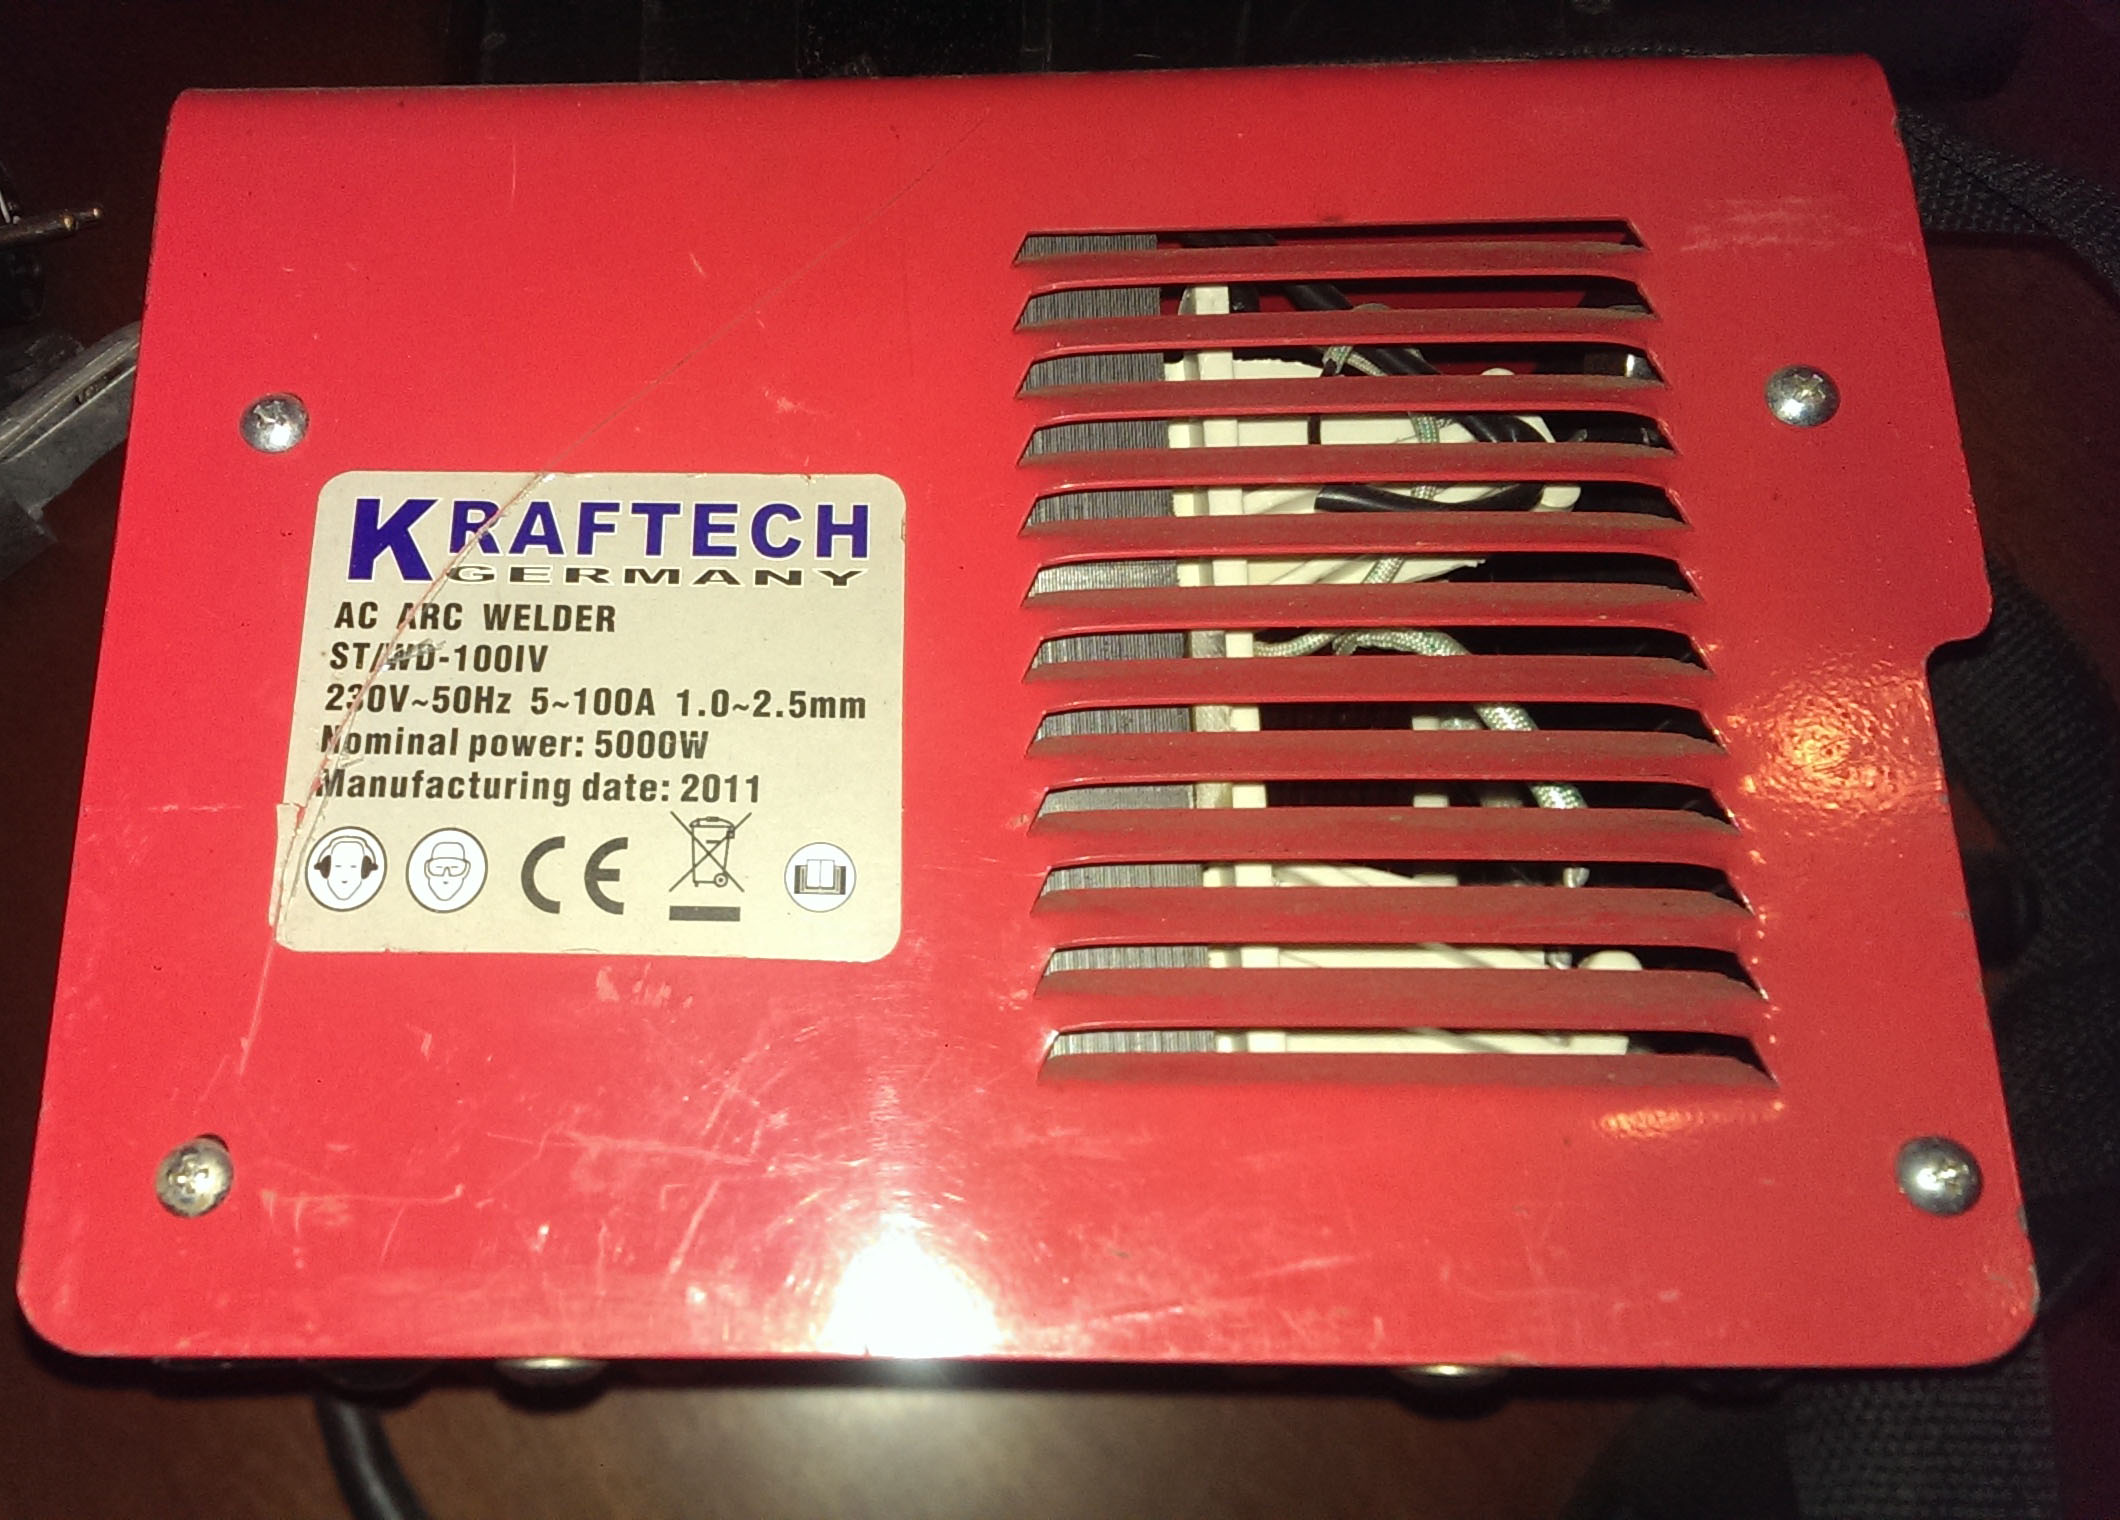 KRAFTECH
GERMANY
AC ARC WELDER
ST/WD-100IV
230V~50Hz 5~100A 1.0~2.5mm
Nominal power: 5000W
Manufacturing date: 2011
CE